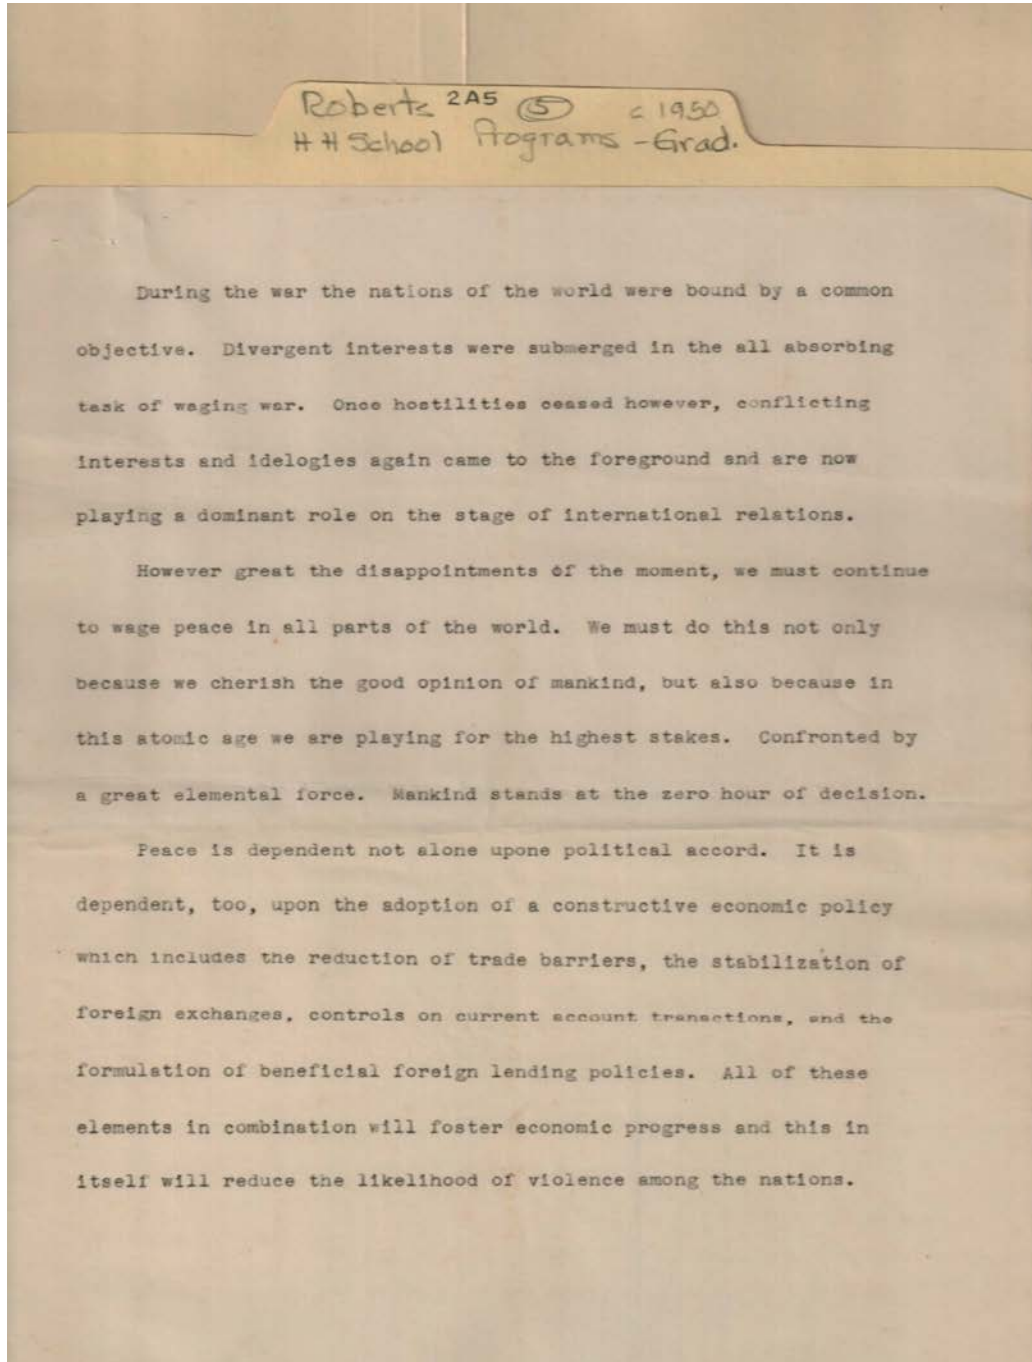 Roberts 2A5 5 c 1950
H H School Programs - Grad.
During the war the nations of the world were bound by a common
objective. Divergent interests were submerged in the all absorbing
task of waging war. Once hostilities ceased however, conflicting
interests and idelogies again came to the foreground and are now
playing a dominant role on the stage of international relations.
However great the disappointments of the moment, we must continue
to wage peace in all parts of the world. We must do this not only
because we cherish the good opinion of mankind, but also because in
this atomic age we are playing for the highest stakes. Confronted by
a great elemental force. Mankind stands at the zero hour of decision.
Peace is dependent not alone upone political accord. It is
dependent, too, upon the adoption of a constructive economic policy
which includes the reduction of trade barriers, the stabilization of
foreign exchanges, controls on current account transactions, and the
formulation of beneficial foreign lending policies. All of these
elements in combination will foster economic progress and this in
itself will reduce the likelihood of violence among the nations.